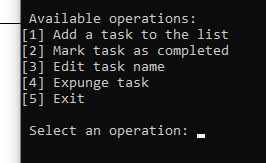 Available operations:
[1] Add a task to the list
[2] Mark task as completed
[3] Edit task name
[4] Expunge task
[5] Exit
Select an operation: